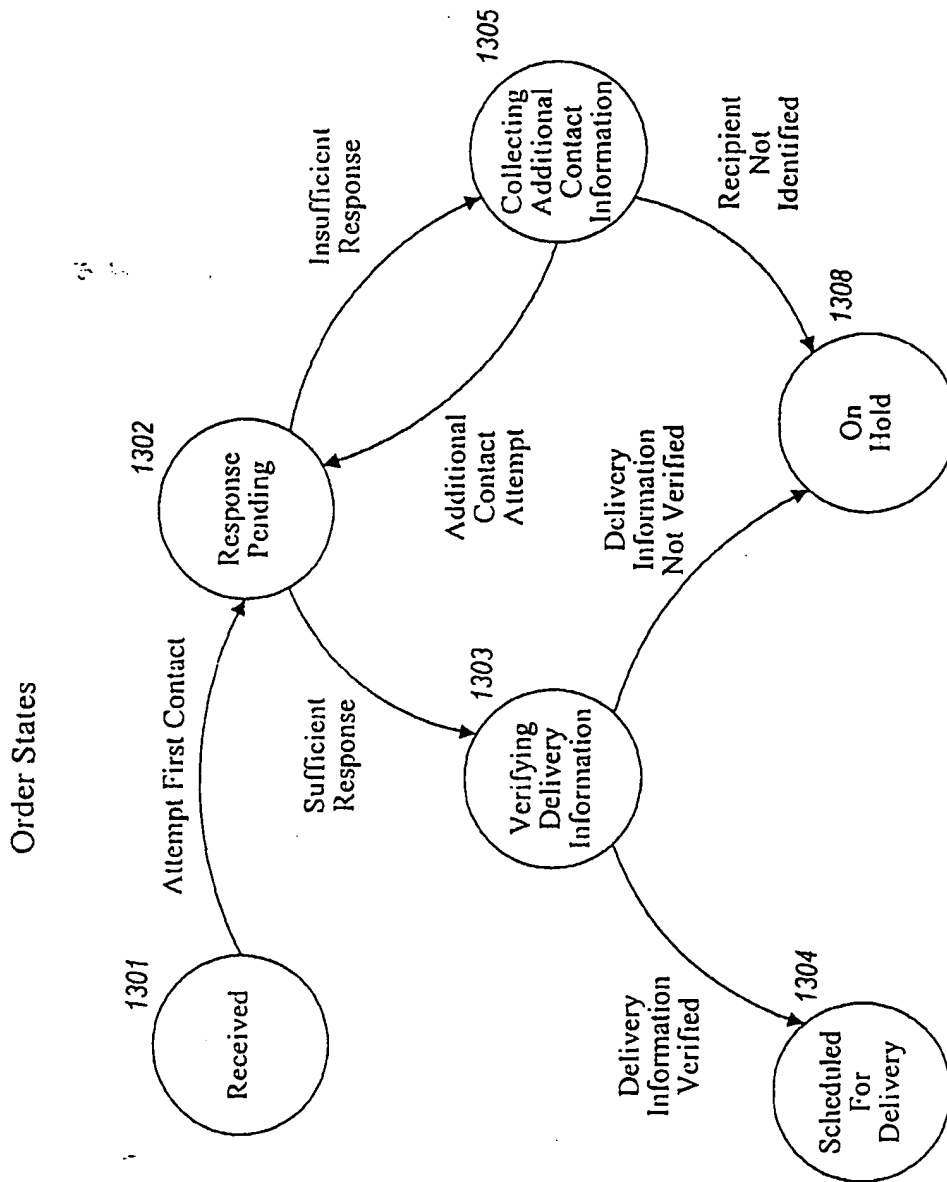 Order States
1301
Received
Attempt First Contact
1302
Response
Pending
Insufficient
Response
1305
Collecting
Additional
Contact
Information
Additional
Contact
Attempt
Sufficient
Response
1303
Verifying
Delivery
Information
Recipient
Not
Identified
Delivery
Information
Not Verified
1308
On
Hold
Delivery
Information
Verified
1304
Scheduled
For
Delivery